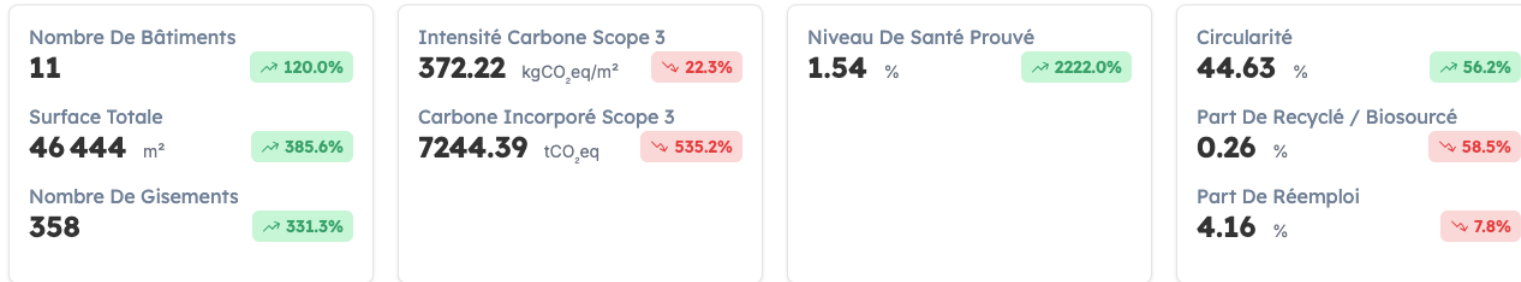 Nombre De Bâtiments
11 120.0%
Surface Totale
46 444 m² 385.6%
Nombre De Gisements
358 331.3%
Intensité Carbone Scope 3
372.22 kgCO₂eq/m² 22.3%
Carbone Incorporé Scope 3
7244.39 tCO₂eq 535.2%
Niveau De Santé Prouvé
1.54 % 2222.0%
Circularité
44.63 % 56.2%
Part De Recyclé / Biosourcé
0.26 % 58.5%
Part De Réemploi
4.16 % 7.8%